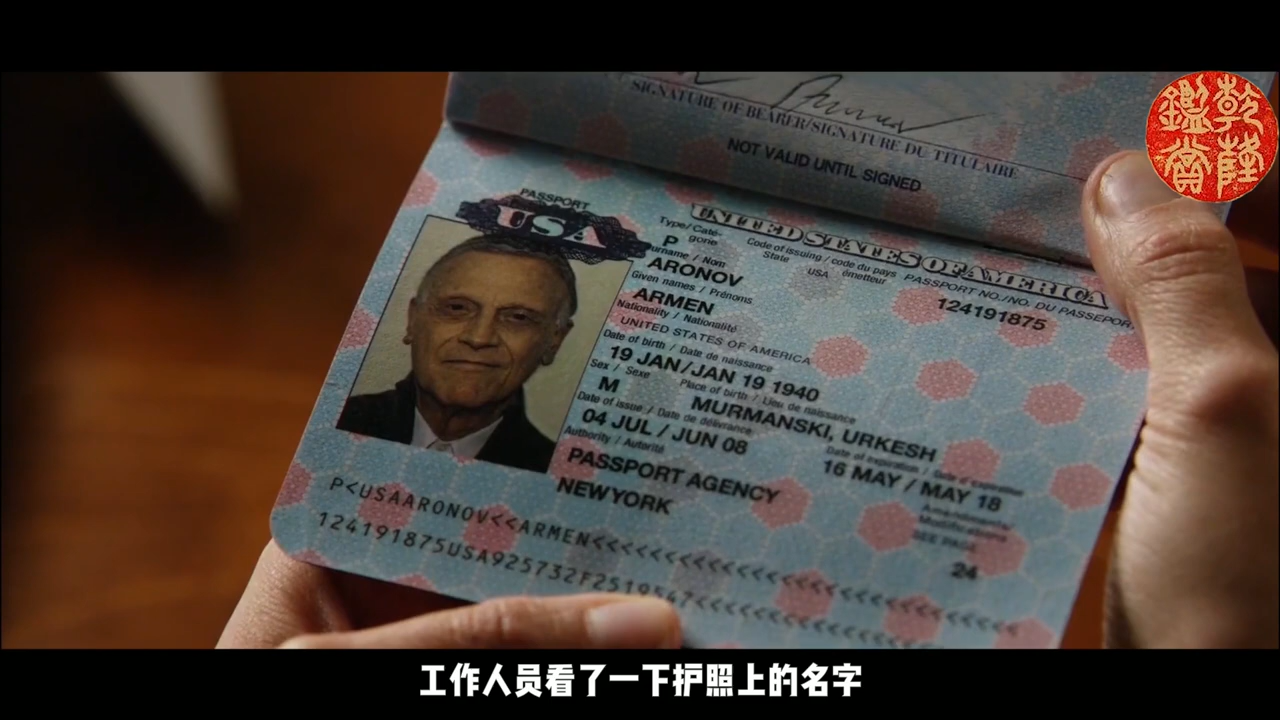 SIGNATURE OF BEARER/SIGNATURE DU TITULAIRE
NOT VALID UNTIL SIGNED
PASSPORT
USA
UNITED STATES OF AMERICA
Type/Caté-
gorie
P
Code of issuing / code du pays
State
USA
émetteur
PASSPORT NO./NO. DU PASSEPOR
124191875
urname / Nom
ARONOV
Given names / Prénoms
ARMEN
Nationality / Nationalité
UNITED STATES OF AMERICA
Date of birth / Date de naissance
19 JAN/JAN 19 1940
Sex / Sexe
Place of birth / Lieu de naissance
M
MURMANSKI, URKESH
Date of issue / Date de délivrance
Date of expiration / Date d'expiration
04 JUL / JUN 08
16 MAY / MAY 18
Authority / Autorité
Amendments/
Modifications
PASSPORT AGENCY
SEE PAGE
NEWYORK
24
P<USAARONOV<<ARMEN<<<<<<<<<<<<<<<<<<<<<<<<<<
124191875USA925732F2519547<<<<<<<<<<<<<<<<<<
乾薩
鑑賞
工作人员看了一下护照上的名字